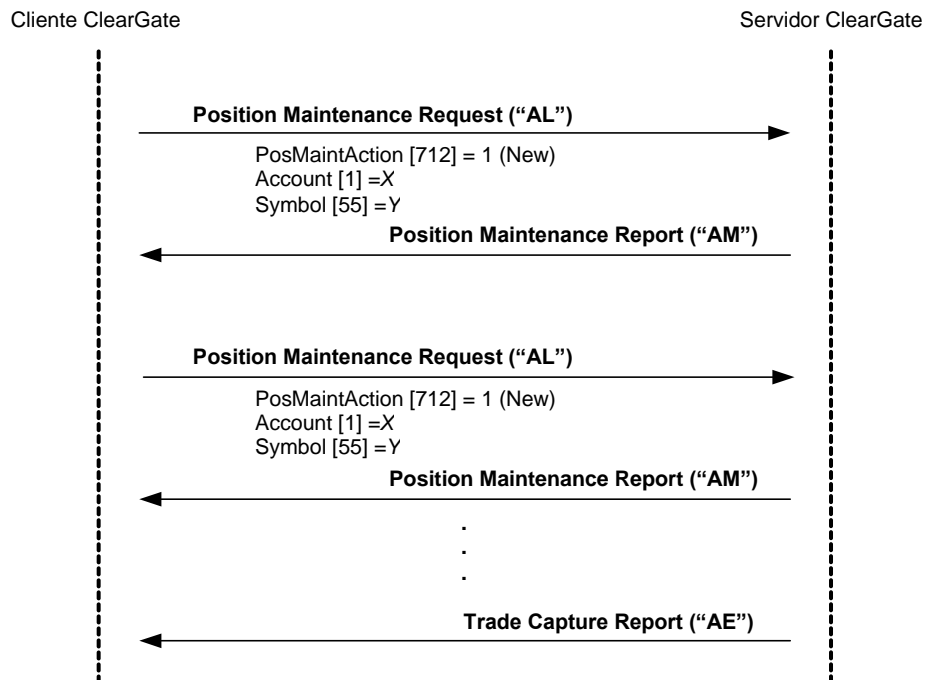 Cliente ClearGate
Servidor ClearGate
Position Maintenance Request (“AL”)
PosMaintAction [712] = 1 (New)
Account [1] =X
Symbol [55] =Y
Position Maintenance Report (“AM”)
Position Maintenance Request (“AL”)
PosMaintAction [712] = 1 (New)
Account [1] =X
Symbol [55] =Y
Position Maintenance Report (“AM”)
.
.
.
Trade Capture Report (“AE”)